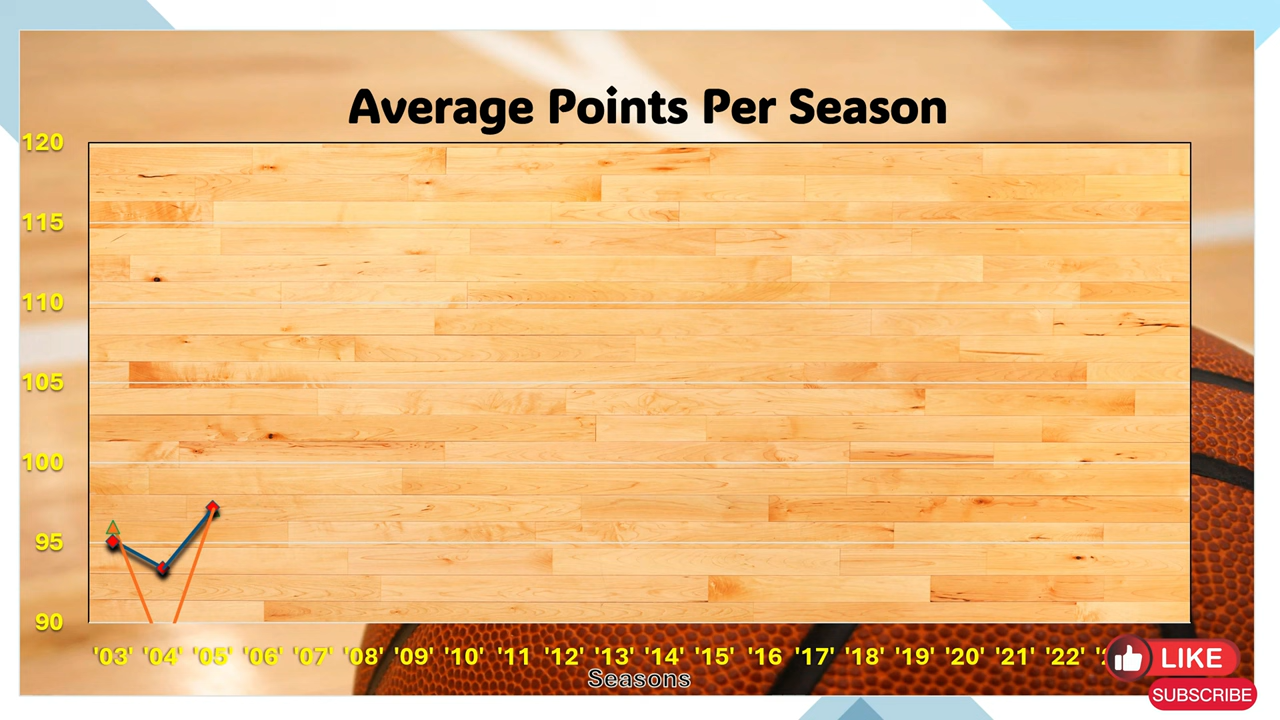 Average Points Per Season
120
115
110
105
100
95
90
'03' '04' '05' '06' '07' '08' '09' '10' '11 '12' '13' '14' '15' '16 '17' '18' '19' '20' '21' '22'
Seasons
LIKE
SUBSCRIBE